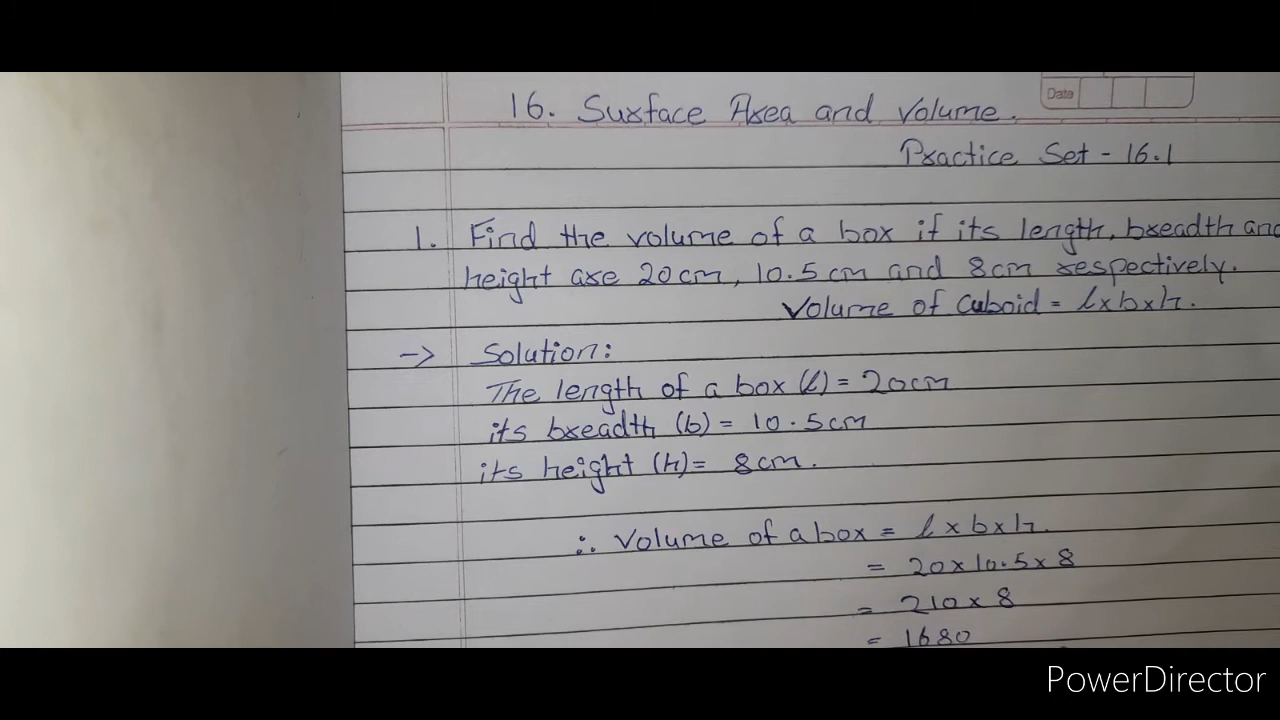 Date
16. Surface Area and Volume.
Practice Set - 16.1
1. Find the volume of a box if its length, breadth and
height are 20cm, 10.5cm and 8cm respectively.
Volume of Cuboid = l x b x h.
-> Solution:
The length of a box (l) = 20cm
its breadth (b) = 10.5cm
its height (h) = 8cm.
∴ Volume of a box = l x b x h.
= 20 x 10.5 x 8
= 210 x 8
= 1680
PowerDirector